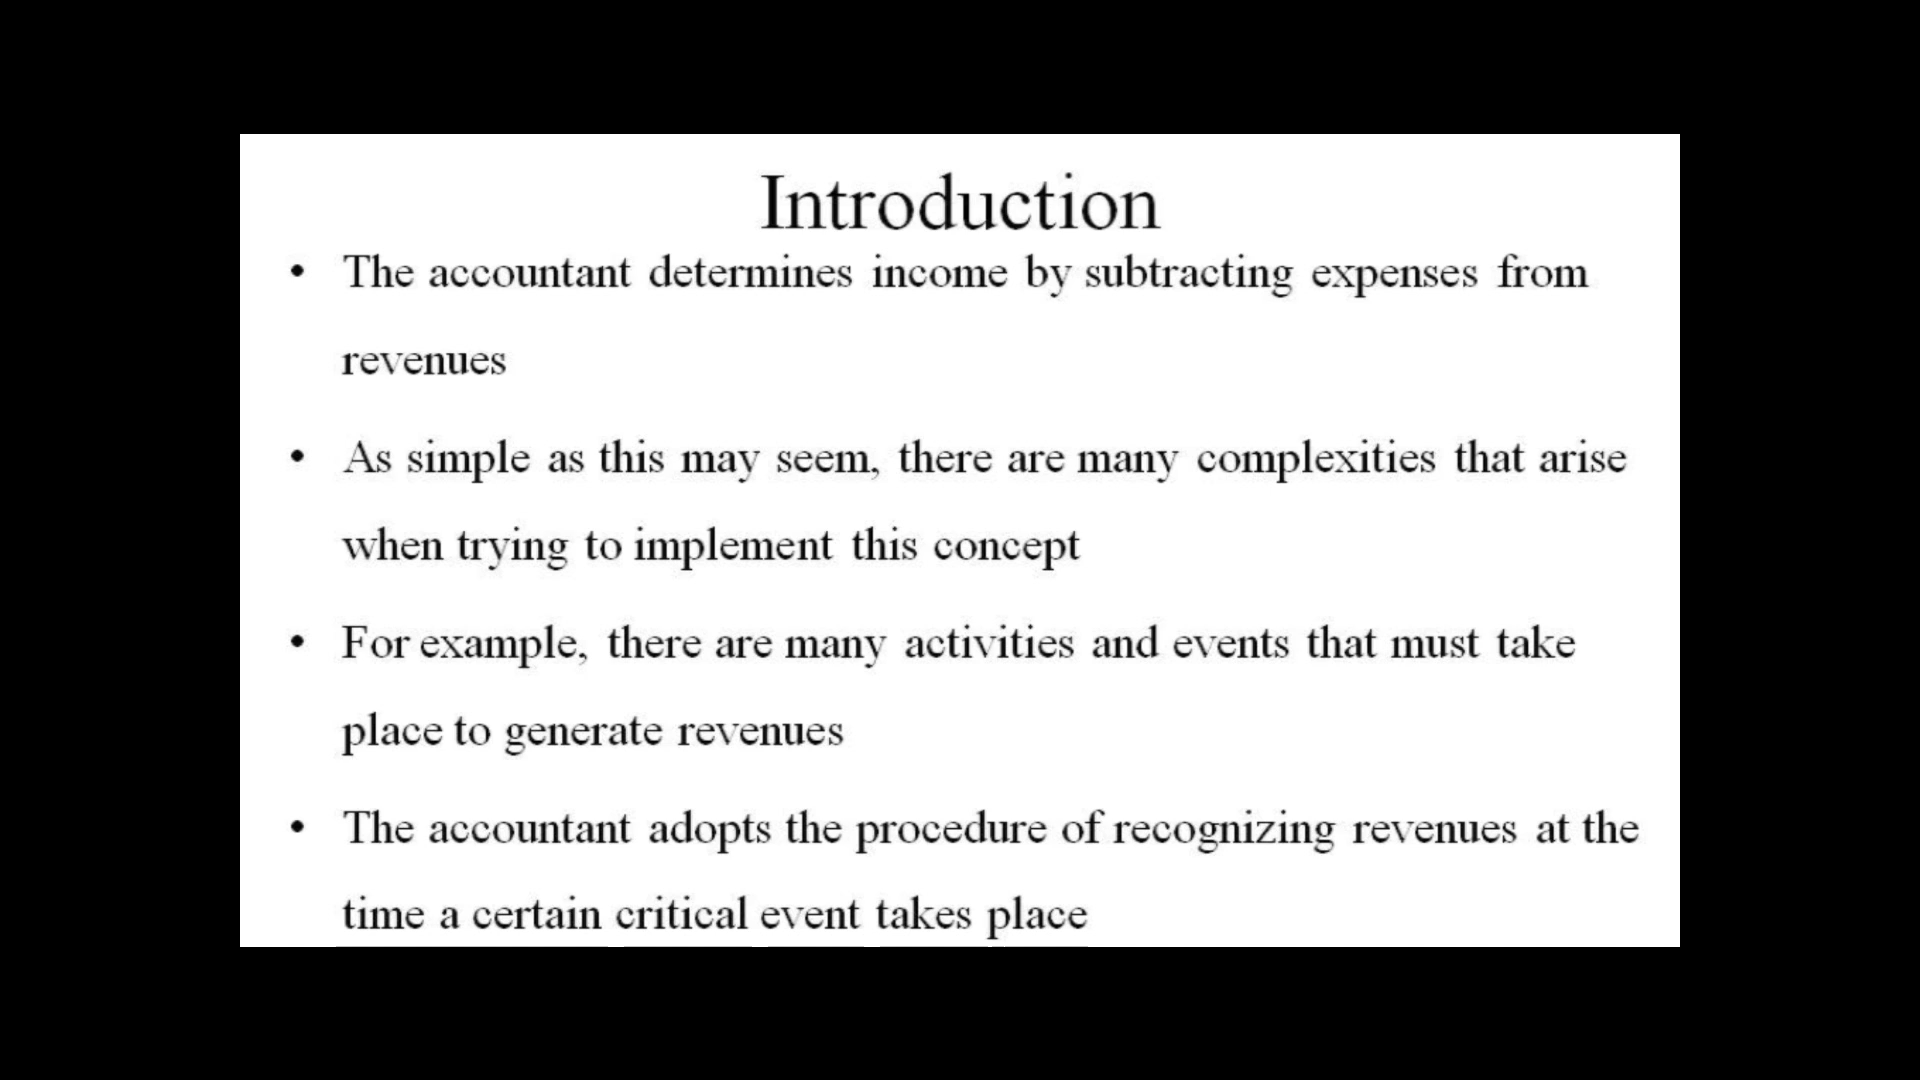 Introduction
• The accountant determines income by subtracting expenses from
revenues
• As simple as this may seem, there are many complexities that arise
when trying to implement this concept
• For example, there are many activities and events that must take
place to generate revenues
• The accountant adopts the procedure of recognizing revenues at the
time a certain critical event takes place